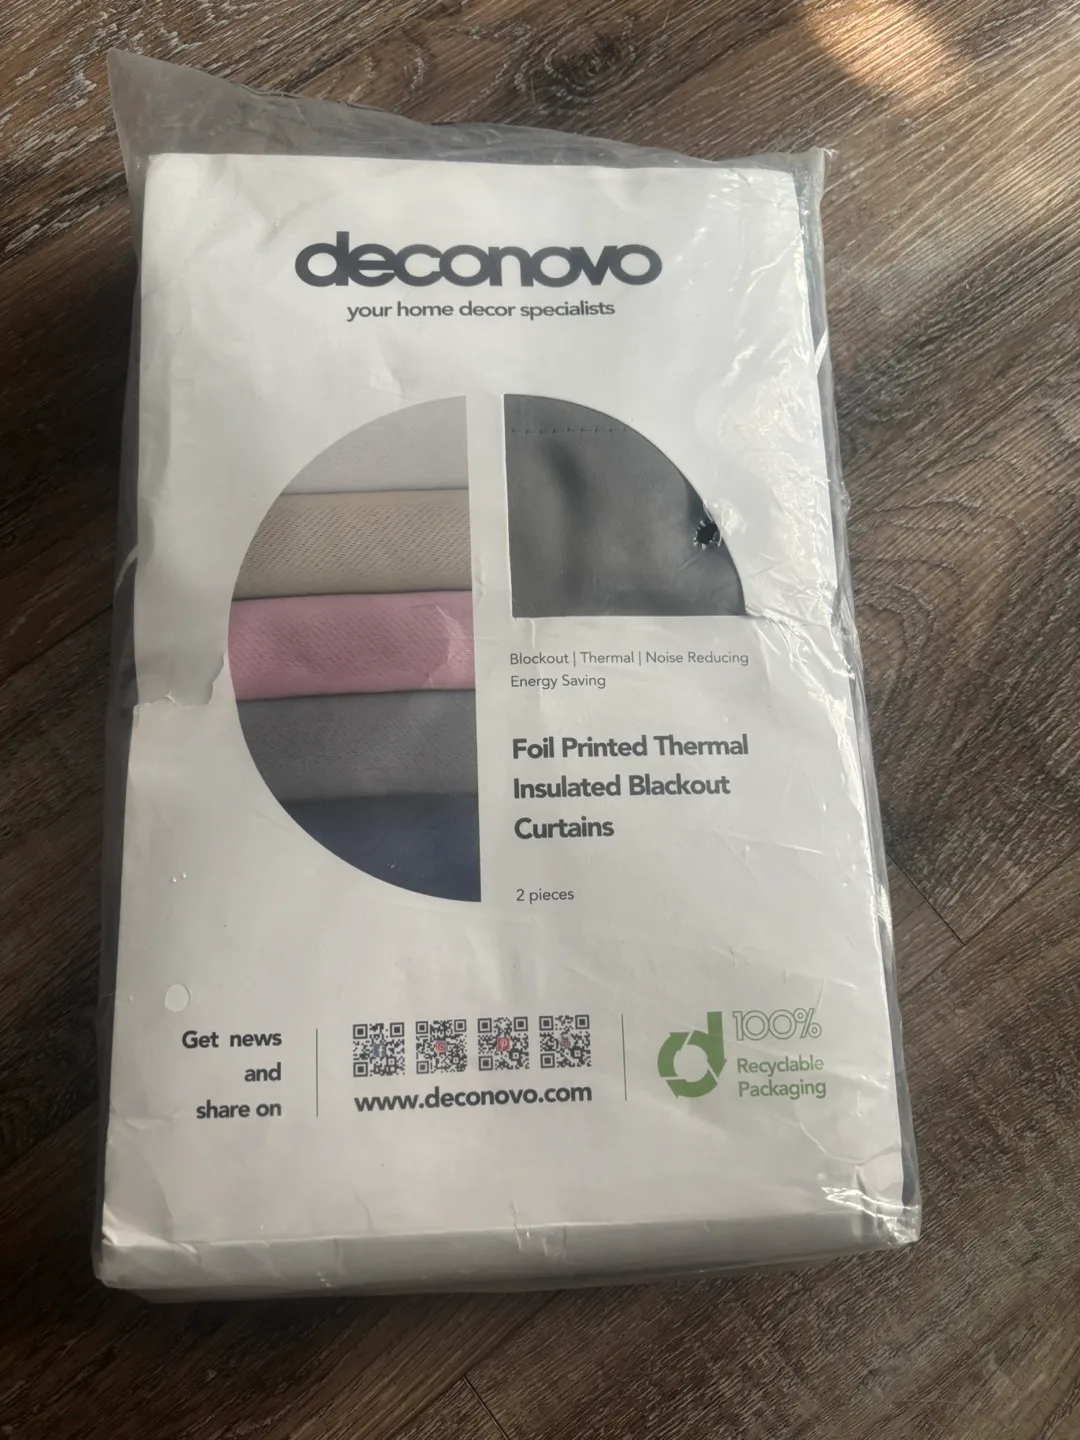 deconovo
your home decor specialists
Blockout | Thermal | Noise Reducing
Energy Saving
Foil Printed Thermal
Insulated Blackout
Curtains
2 pieces
Get news
and
share on
www.deconovo.com
100%
Recyclable
Packaging